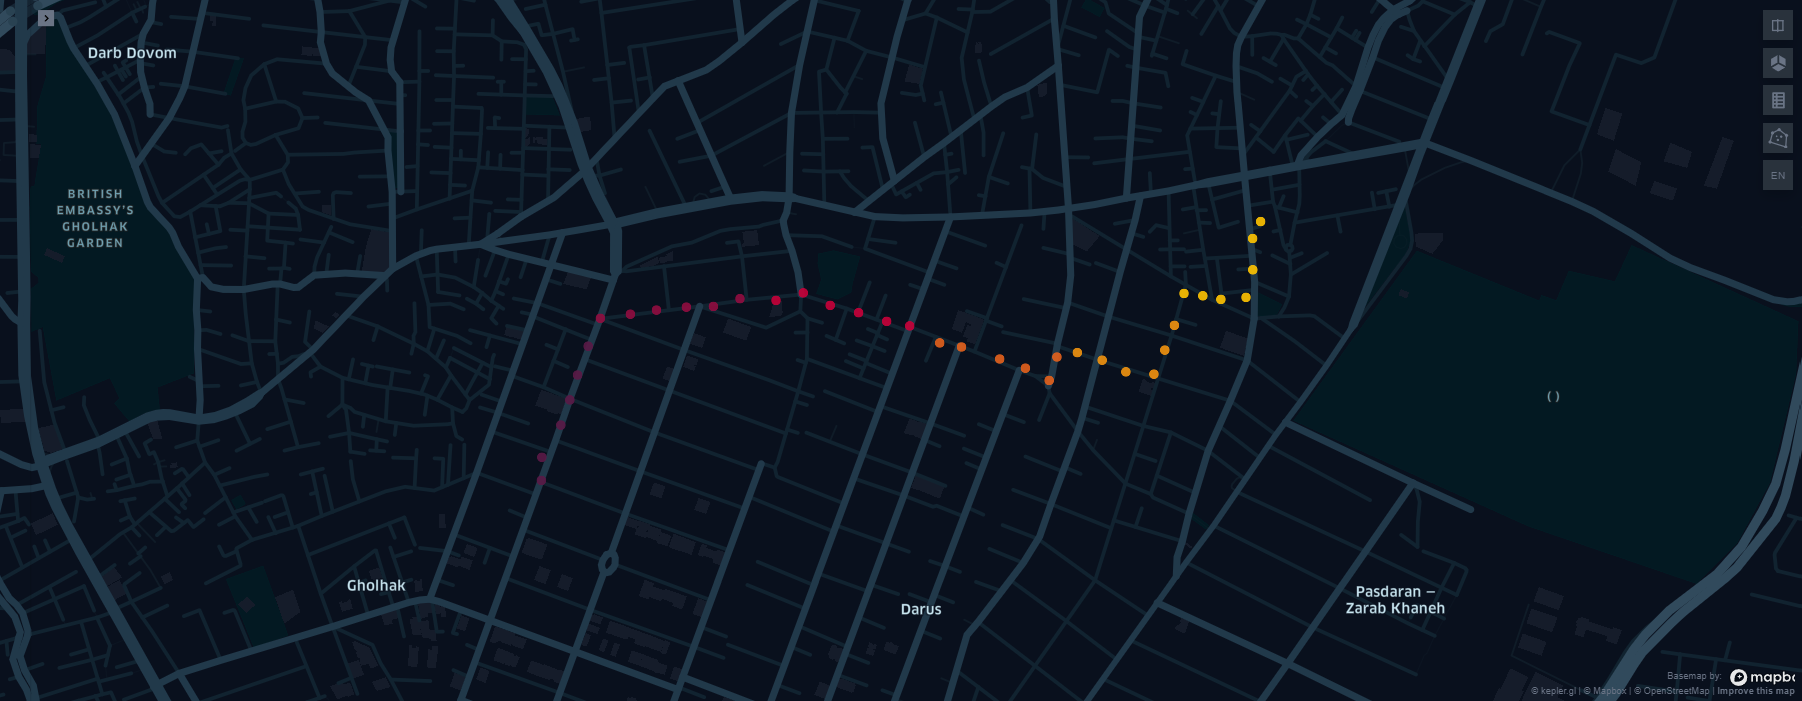 Darb Dovom
BRITISH
EMBASSY'S
GHOLHAK
GARDEN
EN
( )
Gholhak
Darus
Pasdaran –
Zarab Khaneh
Basemap by:
mapbo
© kepler.gl | © Mapbox | © OpenStreetMap | Improve this map